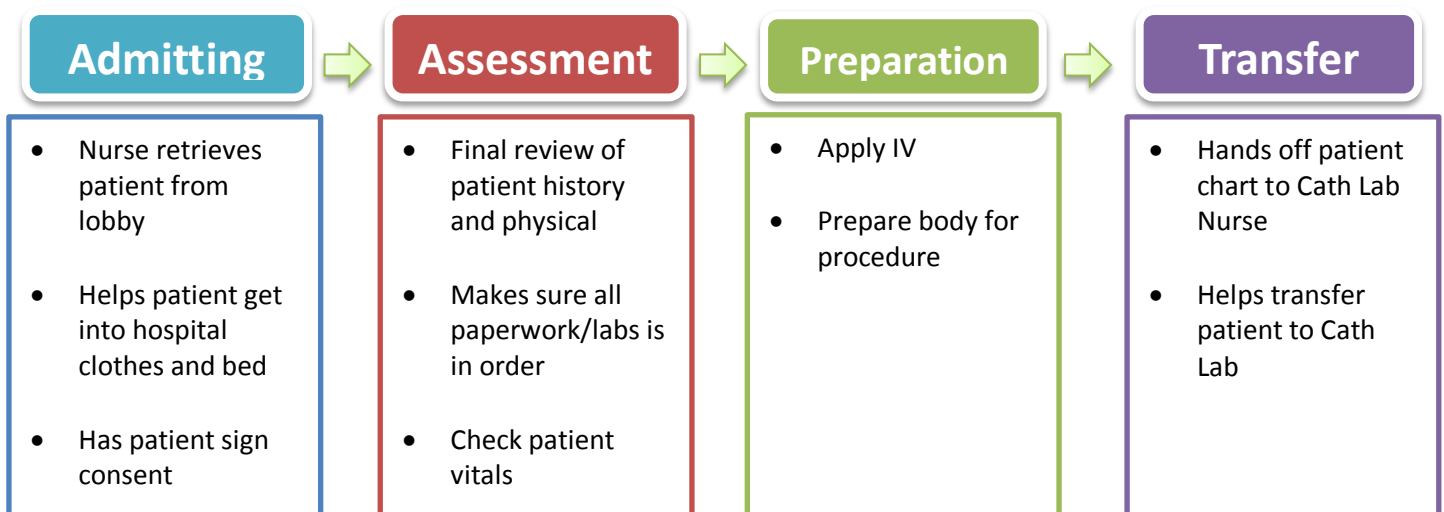 Admitting
Assessment
Preparation
Transfer
• Nurse retrieves
patient from
lobby
• Helps patient get
into hospital
clothes and bed
• Has patient sign
consent
• Final review of
patient history
and physical
• Makes sure all
paperwork/labs is
in order
• Check patient
vitals
• Apply IV
• Prepare body for
procedure
• Hands off patient
chart to Cath Lab
Nurse
• Helps transfer
patient to Cath
Lab